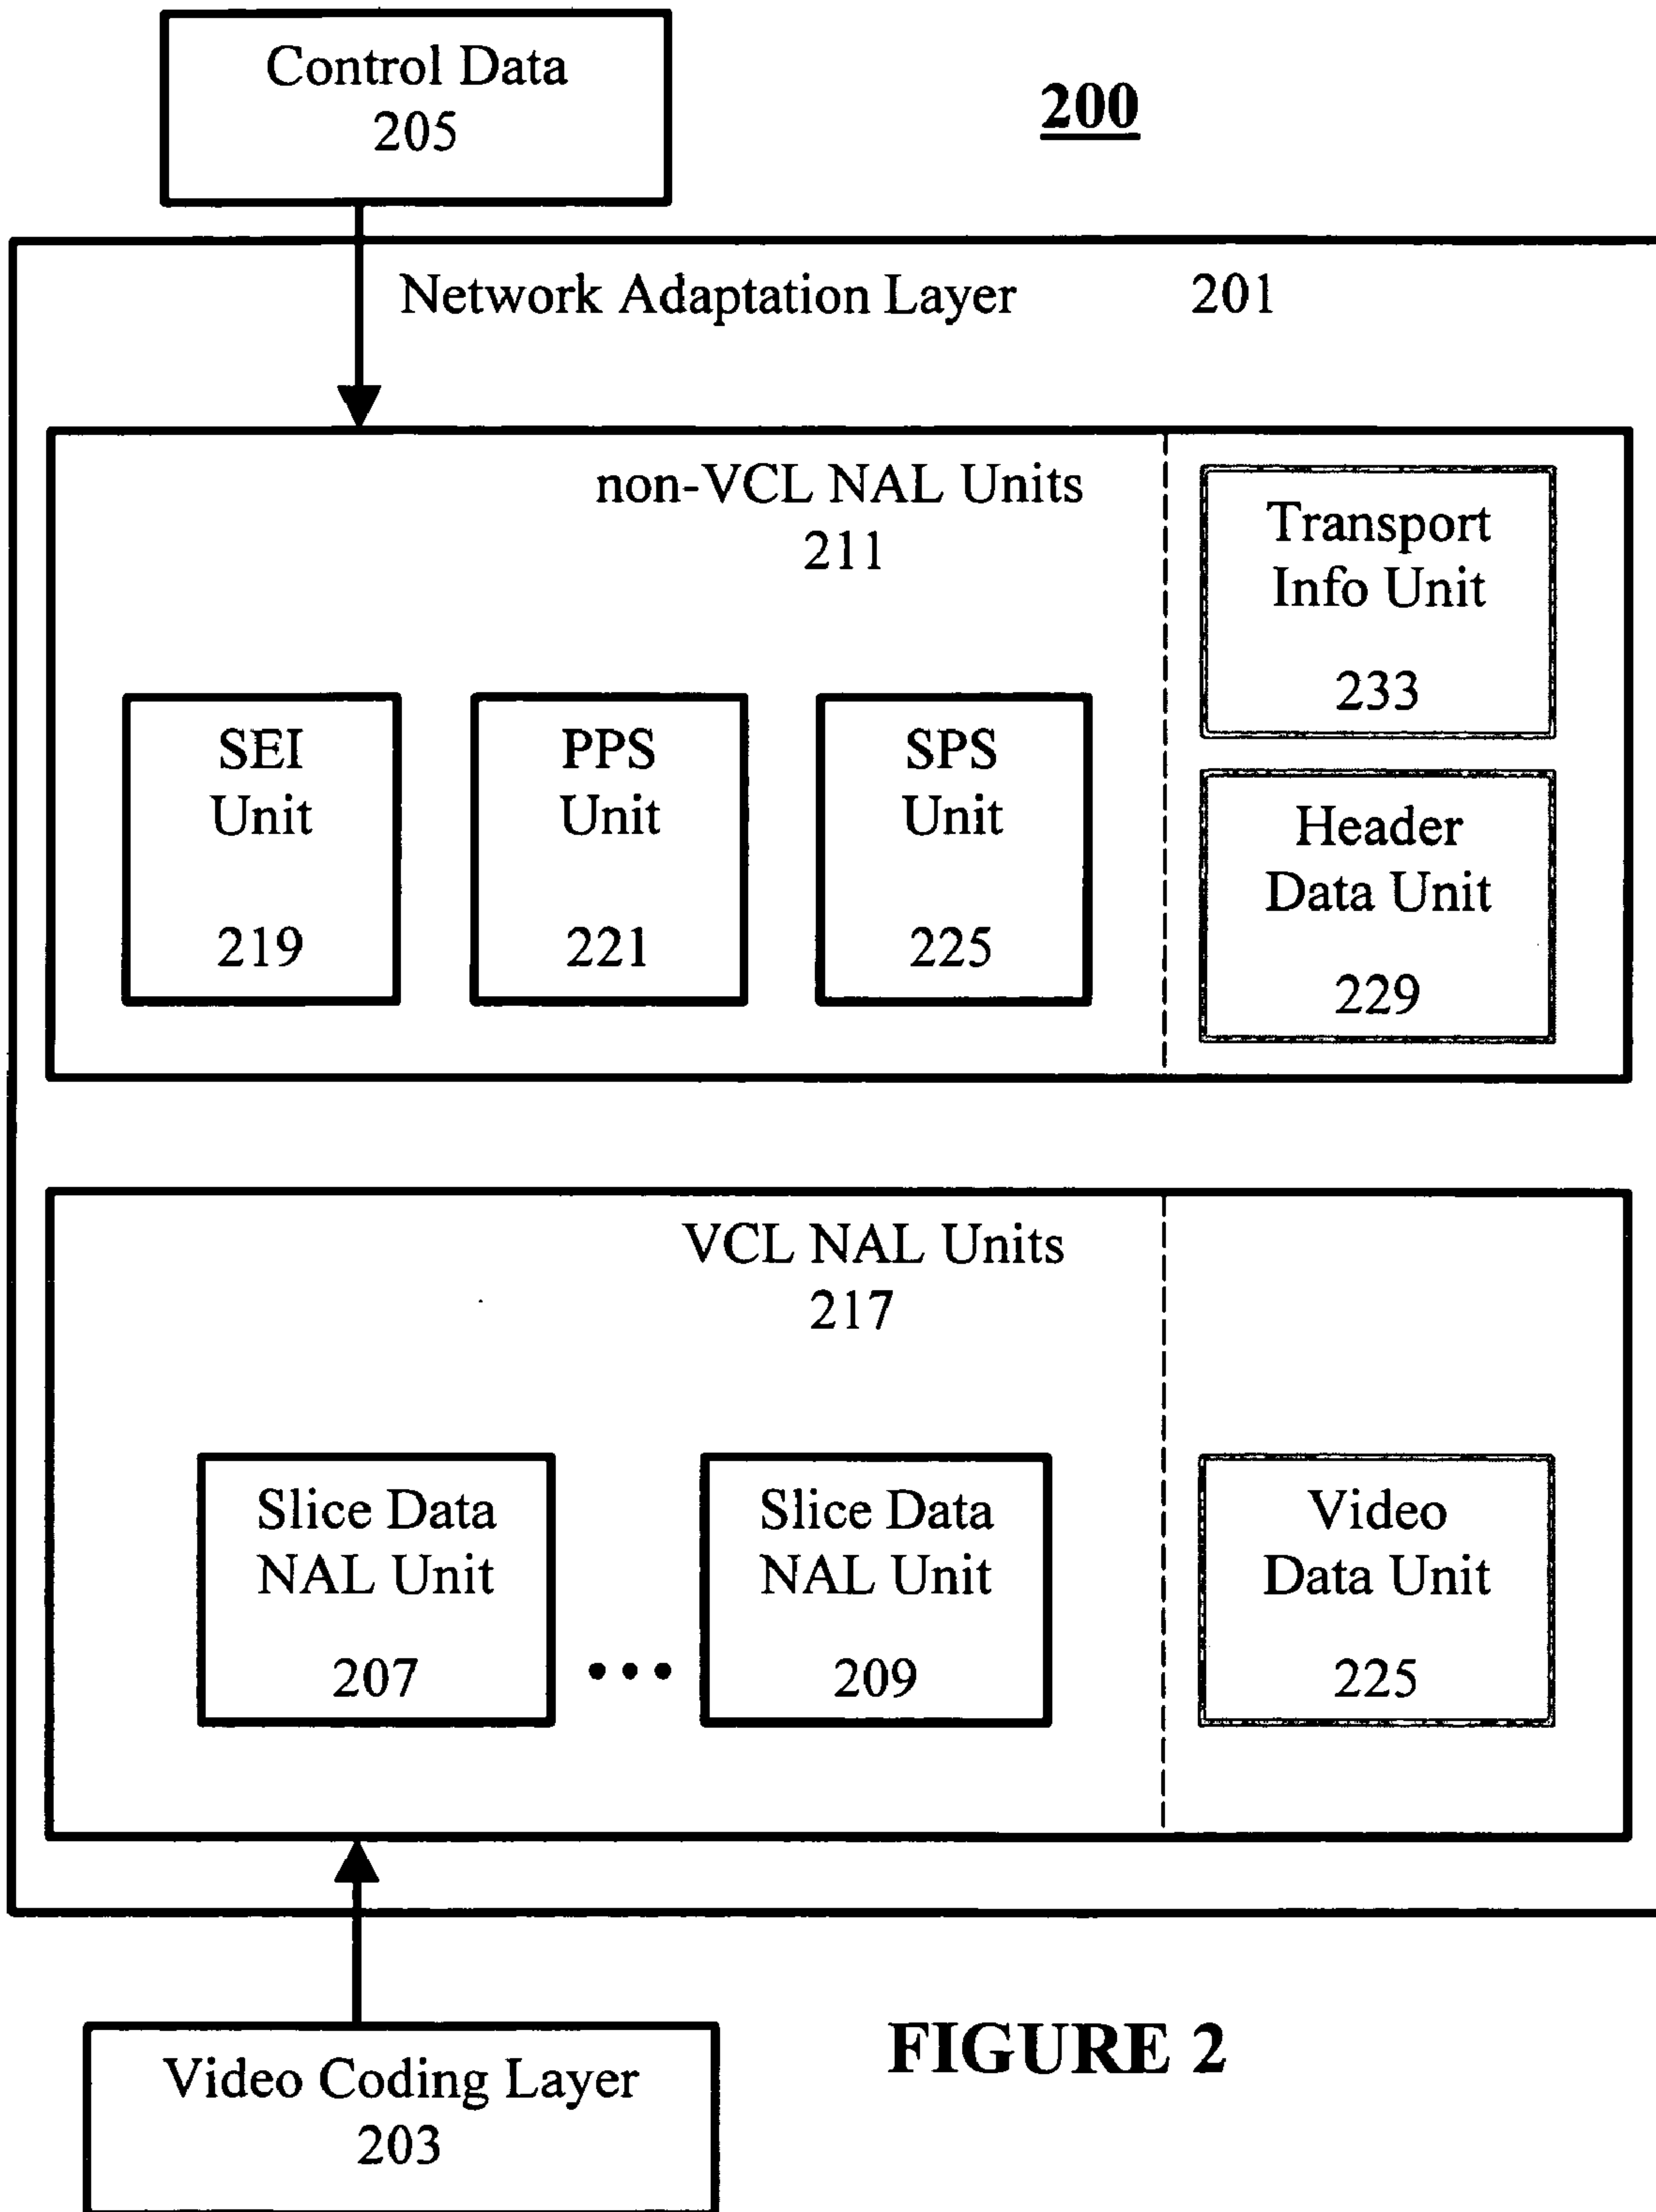 Control Data
205
200
Network Adaptation Layer 201
non-VCL NAL Units
211
Transport
Info Unit
233
SEI
Unit
219
PPS
Unit
221
SPS
Unit
225
Header
Data Unit
229
VCL NAL Units
217
Slice Data
NAL Unit
207
•••
Slice Data
NAL Unit
209
Video
Data Unit
225
FIGURE 2
Video Coding Layer
203